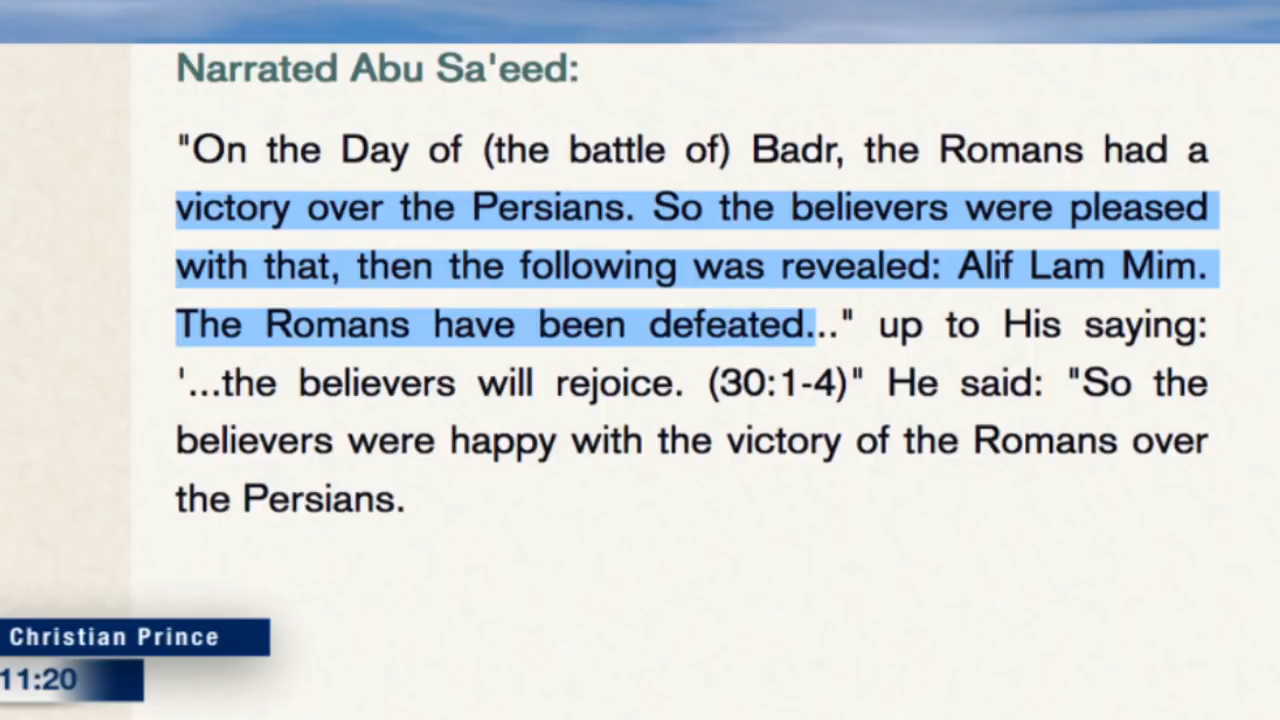 Narrated Abu Sa'eed:
"On the Day of (the battle of) Badr, the Romans had a
victory over the Persians. So the believers were pleased
with that, then the following was revealed: Alif Lam Mim.
The Romans have been defeated..." up to His saying:
'...the believers will rejoice. (30:1-4)" He said: "So the
believers were happy with the victory of the Romans over
the Persians.
Christian Prince
11:20